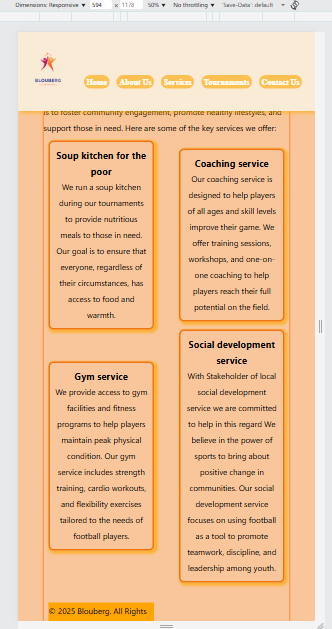 Dimensions: Responsive ▼ 594 × 1178 50% ▼ No throttling ▼ 'Save-Data': default ▼
BLOUBERG
Home About Us Services Tournaments Contact Us
is to foster community engagement, promote healthy lifestyles, and
support those in need. Here are some of the key services we offer:
Soup kitchen for the
poor
We run a soup kitchen
during our tournaments
to provide nutritious
meals to those in need.
Our goal is to ensure that
everyone, regardless of
their circumstances, has
access to food and
warmth.
Coaching service
Our coaching service is
designed to help players
of all ages and skill levels
improve their game. We
offer training sessions,
workshops, and one-on-
one coaching to help
players reach their full
potential on the field.
Gym service
We provide access to gym
facilities and fitness
programs to help players
maintain peak physical
condition. Our gym
service includes strength
training, cardio workouts,
and flexibility exercises
tailored to the needs of
football players.
Social development
service
With Stakeholder of local
social development
service we are committed
to help in this regard We
believe in the power of
sports to bring about
positive change in
communities. Our social
development service
focuses on using football
as a tool to promote
teamwork, discipline, and
leadership among youth.
© 2025 Blouberg. All Rights